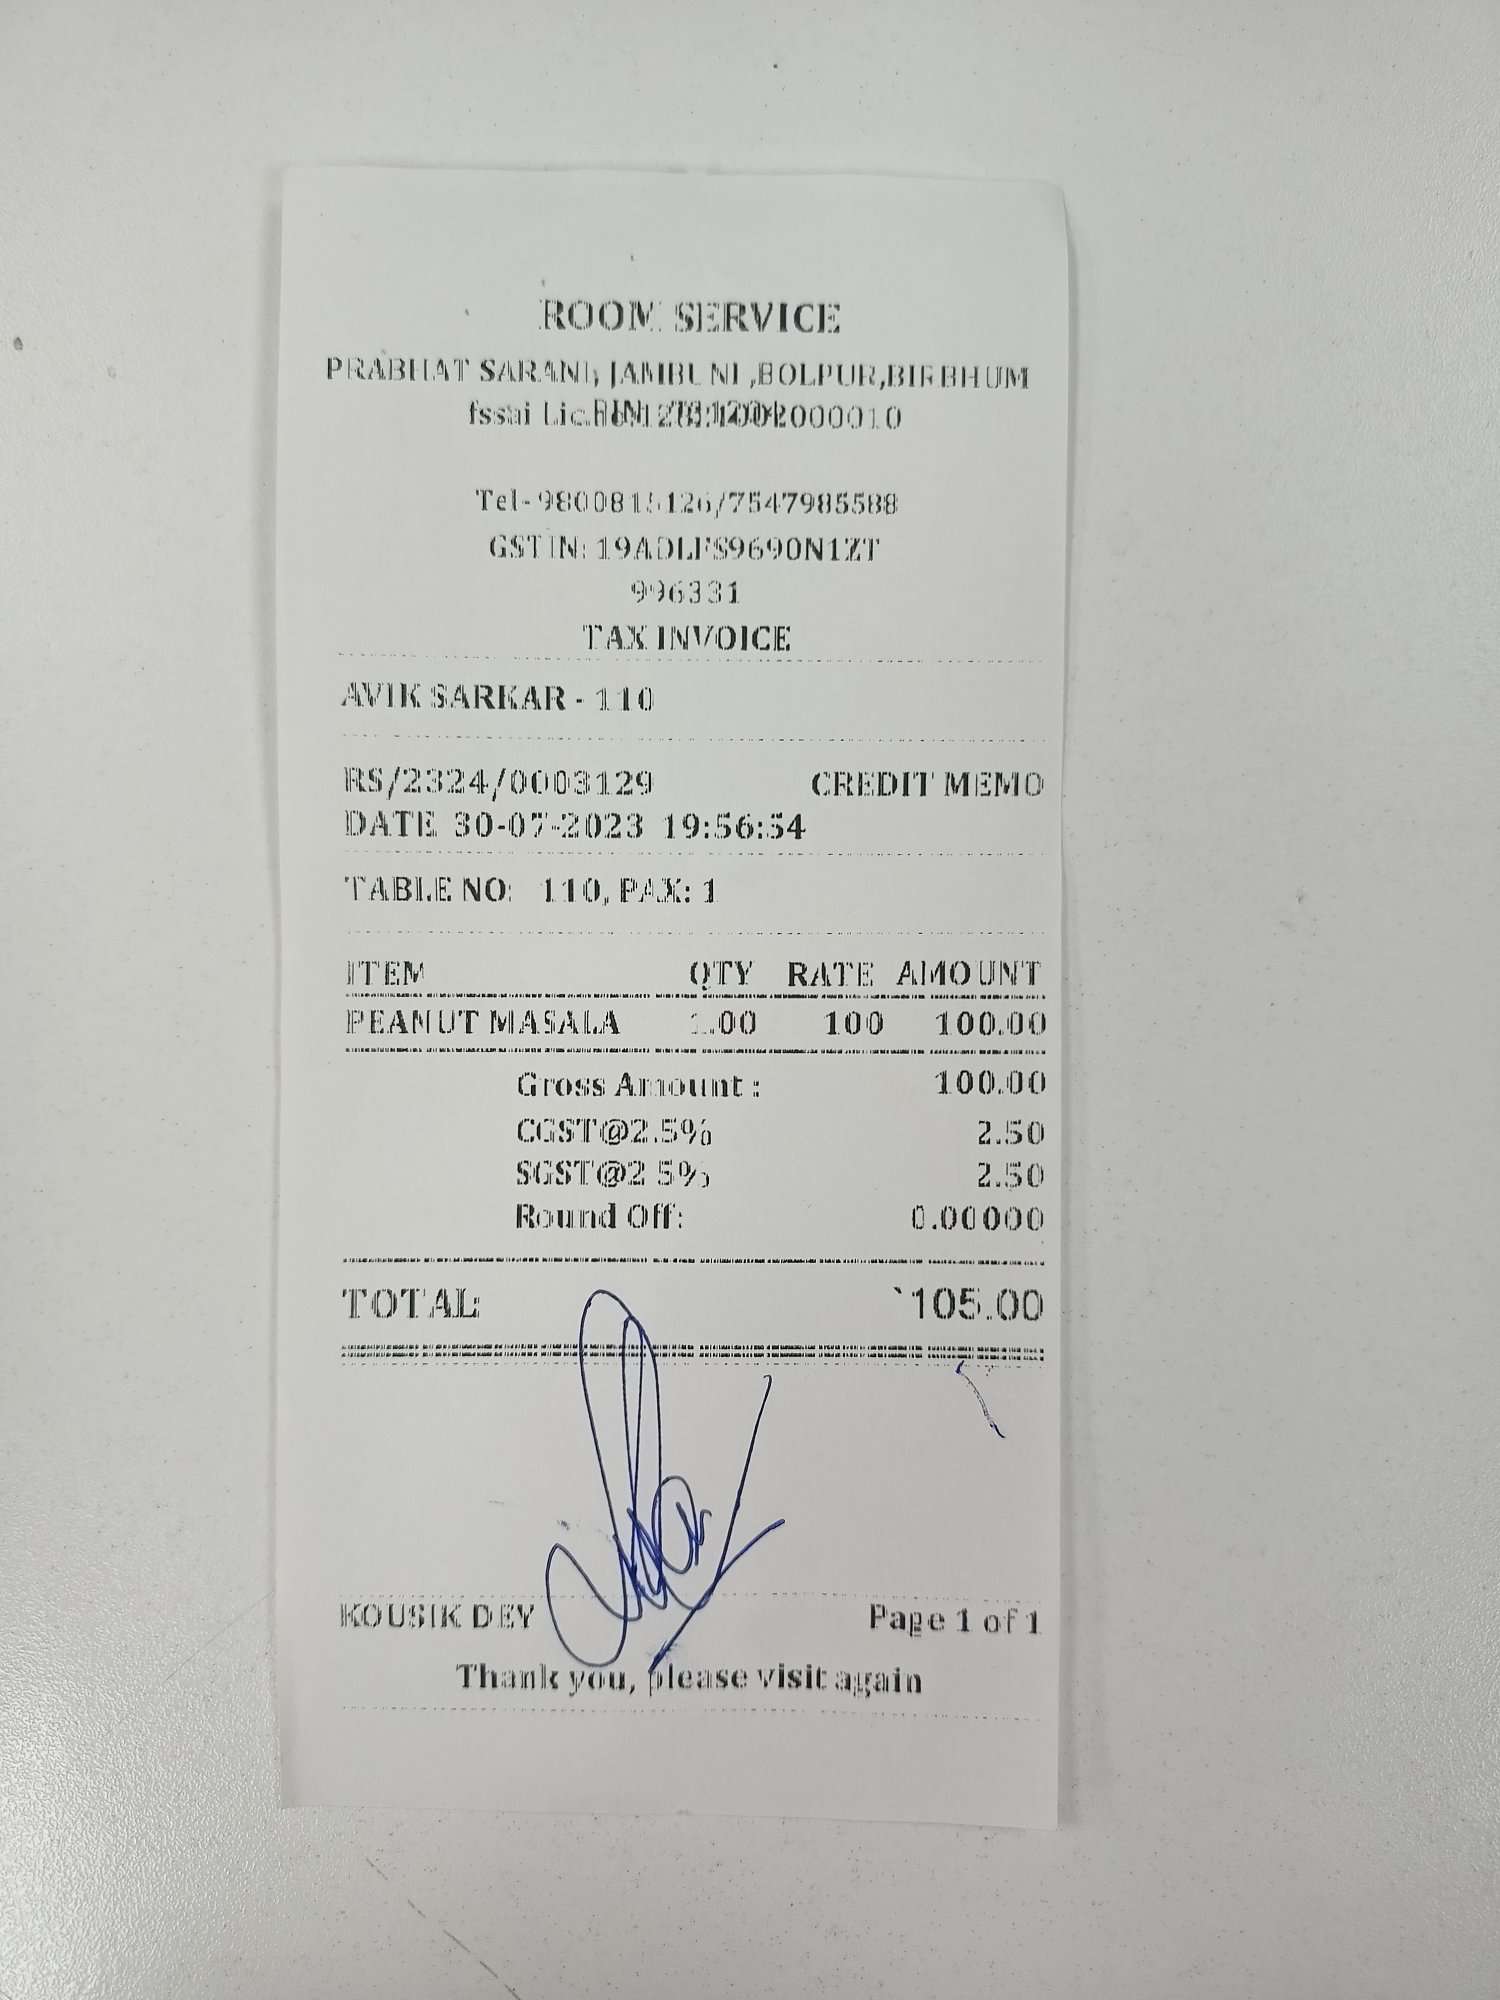 ROOM SERVICE
PRABHAT SARANI, JAMBUNI ,BOLPUR,BIRBHUM
fssai Lic.
Tel- 9800815126/7547985588
GSTIN: 19ADLFS9690N1ZT
996331
TAX INVOICE
AVIK SARKAR - 110
RS/2324/0003129 CREDIT MEMO
DATE 30-07-2023 19:56:54
TABLE NO: 110, PAX: 1
ITEM QTY RATE AMOUNT
PEANUT MASALA 1.00 100 100.00
Gross Amount : 100.00
CGST@2.5% 2.50
SGST@2.5% 2.50
Round Off: 0.00000
TOTAL: `105.00
KOUSIK DEY Page 1 of 1
Thank you, please visit again